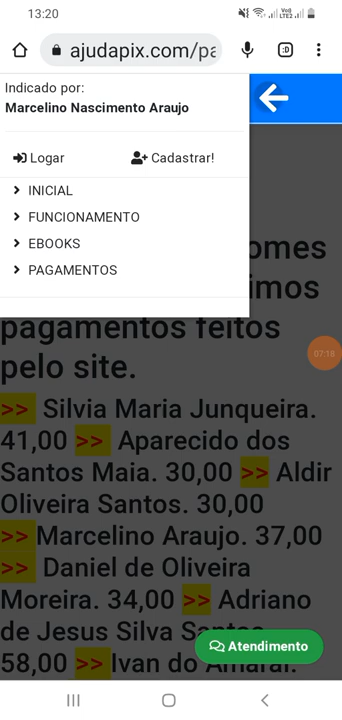 13:20
Vo) LTE2
ajudapix.com/pa
:D
Indicado por:
Marcelino Nascimento Araujo
Logar
Cadastrar!
INICIAL
FUNCIONAMENTO
EBOOKS
PAGAMENTOS
omes
imos
pagamentos feitos
pelo site.
>> Silvia Maria Junqueira.
41,00 >> Aparecido dos
Santos Maia. 30,00 >> Aldir
Oliveira Santos. 30,00
>> Marcelino Araujo. 37,00
>> Daniel de Oliveira
Moreira. 34,00 >> Adriano
de Jesus Silva Santos.
58,00 >> Ivan do Amaral.
07:18
Atendimento